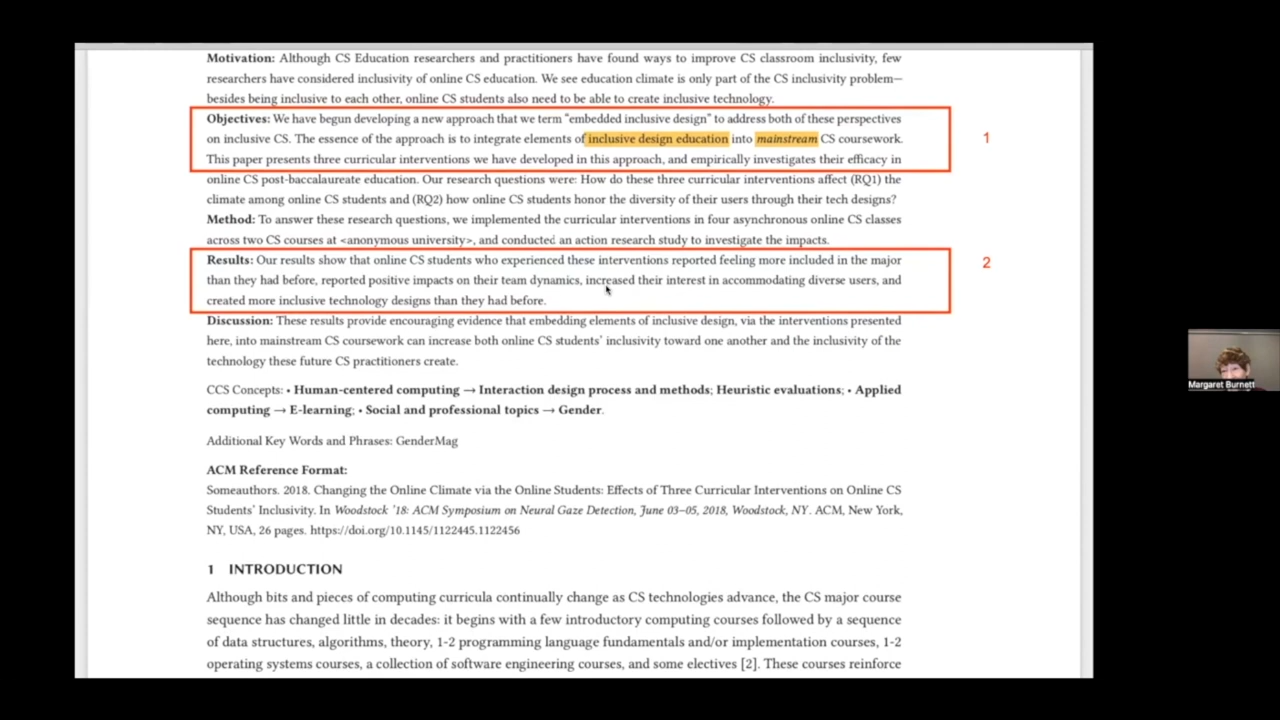 Motivation: Although CS Education researchers and practitioners have found ways to improve CS classroom inclusivity, few
researchers have considered inclusivity of online CS education. We see education climate is only part of the CS inclusivity problem—
besides being inclusive to each other, online CS students also need to be able to create inclusive technology.
Objectives: We have begun developing a new approach that we term "embedded inclusive design" to address both of these perspectives
on inclusive CS. The essence of the approach is to integrate elements of inclusive design education into mainstream CS coursework.
1
This paper presents three curricular interventions we have developed in this approach, and empirically investigates their efficacy in
online CS post-baccalaureate education. Our research questions were: How do these three curricular interventions affect (RQ1) the
climate among online CS students and (RQ2) how online CS students honor the diversity of their users through their tech designs?
Method: To answer these research questions, we implemented the curricular interventions in four asynchronous online CS classes
across two CS courses at <anonymous university>, and conducted an action research study to investigate the impacts.
Results: Our results show that online CS students who experienced these interventions reported feeling more included in the major
2
than they had before, reported positive impacts on their team dynamics, increased their interest in accommodating diverse users, and
created more inclusive technology designs than they had before.
Discussion: These results provide encouraging evidence that embedding elements of inclusive design, via the interventions presented
here, into mainstream CS coursework can increase both online CS students' inclusivity toward one another and the inclusivity of the
technology these future CS practitioners create.
CCS Concepts: • Human-centered computing → Interaction design process and methods; Heuristic evaluations; • Applied
computing → E-learning; • Social and professional topics → Gender.
Additional Key Words and Phrases: GenderMag
ACM Reference Format:
Someauthors. 2018. Changing the Online Climate via the Online Students: Effects of Three Curricular Interventions on Online CS
Students' Inclusivity. In Woodstock '18: ACM Symposium on Neural Gaze Detection, June 03–05, 2018, Woodstock, NY. ACM, New York,
NY, USA, 26 pages. https://doi.org/10.1145/1122445.1122456
1 INTRODUCTION
Although bits and pieces of computing curricula continually change as CS technologies advance, the CS major course
sequence has changed little in decades: it begins with a few introductory computing courses followed by a sequence
of data structures, algorithms, theory, 1-2 programming language fundamentals and/or implementation courses, 1-2
operating systems courses, a collection of software engineering courses, and some electives [2]. These courses reinforce
Margaret Burnett